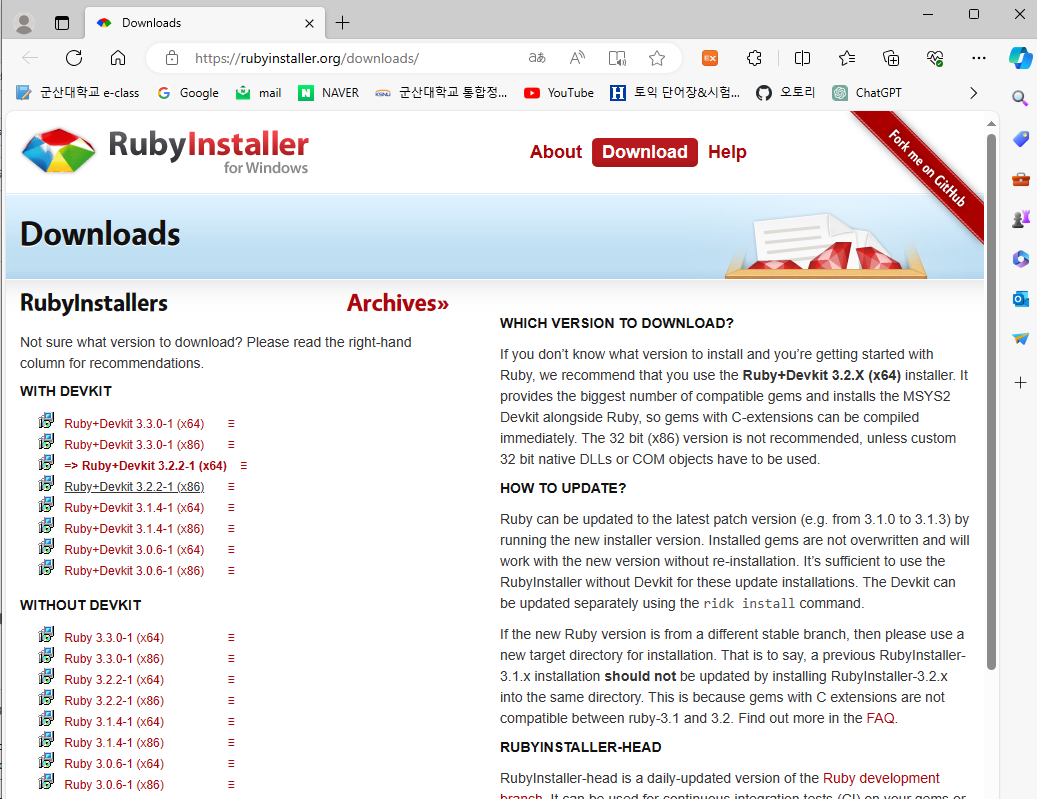 Downloads
https://rubyinstaller.org/downloads/
군산대학교 e-class
Google
mail
NAVER
군산대학교 통합정...
YouTube
토익 단어장&시험...
오토리
ChatGPT
RubyInstaller
for Windows
About
Download
Help
Fork me on GitHub
Downloads
RubyInstallers
Archives»
Not sure what version to download? Please read the right-hand
column for recommendations.
WITH DEVKIT
Ruby+Devkit 3.3.0-1 (x64)
Ruby+Devkit 3.3.0-1 (x86)
=> Ruby+Devkit 3.2.2-1 (x64)
Ruby+Devkit 3.2.2-1 (x86)
Ruby+Devkit 3.1.4-1 (x64)
Ruby+Devkit 3.1.4-1 (x86)
Ruby+Devkit 3.0.6-1 (x64)
Ruby+Devkit 3.0.6-1 (x86)
WITHOUT DEVKIT
Ruby 3.3.0-1 (x64)
Ruby 3.3.0-1 (x86)
Ruby 3.2.2-1 (x64)
Ruby 3.2.2-1 (x86)
Ruby 3.1.4-1 (x64)
Ruby 3.1.4-1 (x86)
Ruby 3.0.6-1 (x64)
Ruby 3.0.6-1 (x86)
WHICH VERSION TO DOWNLOAD?
If you don't know what version to install and you're getting started with
Ruby, we recommend that you use the Ruby+Devkit 3.2.X (x64) installer. It
provides the biggest number of compatible gems and installs the MSYS2
Devkit alongside Ruby, so gems with C-extensions can be compiled
immediately. The 32 bit (x86) version is not recommended, unless custom
32 bit native DLLs or COM objects have to be used.
HOW TO UPDATE?
Ruby can be updated to the latest patch version (e.g. from 3.1.0 to 3.1.3) by
running the new installer version. Installed gems are not overwritten and will
work with the new version without re-installation. It's sufficient to use the
RubyInstaller without Devkit for these update installations. The Devkit can
be updated separately using the ridk install command.
If the new Ruby version is from a different stable branch, then please use a
new target directory for installation. That is to say, a previous RubyInstaller-
3.1.x installation should not be updated by installing RubyInstaller-3.2.x
into the same directory. This is because gems with C extensions are not
compatible between ruby-3.1 and 3.2. Find out more in the FAQ.
RUBYINSTALLER-HEAD
RubyInstaller-head is a daily-updated version of the Ruby development
branch. It can be used for continuous integration tests (CI) on your gems or